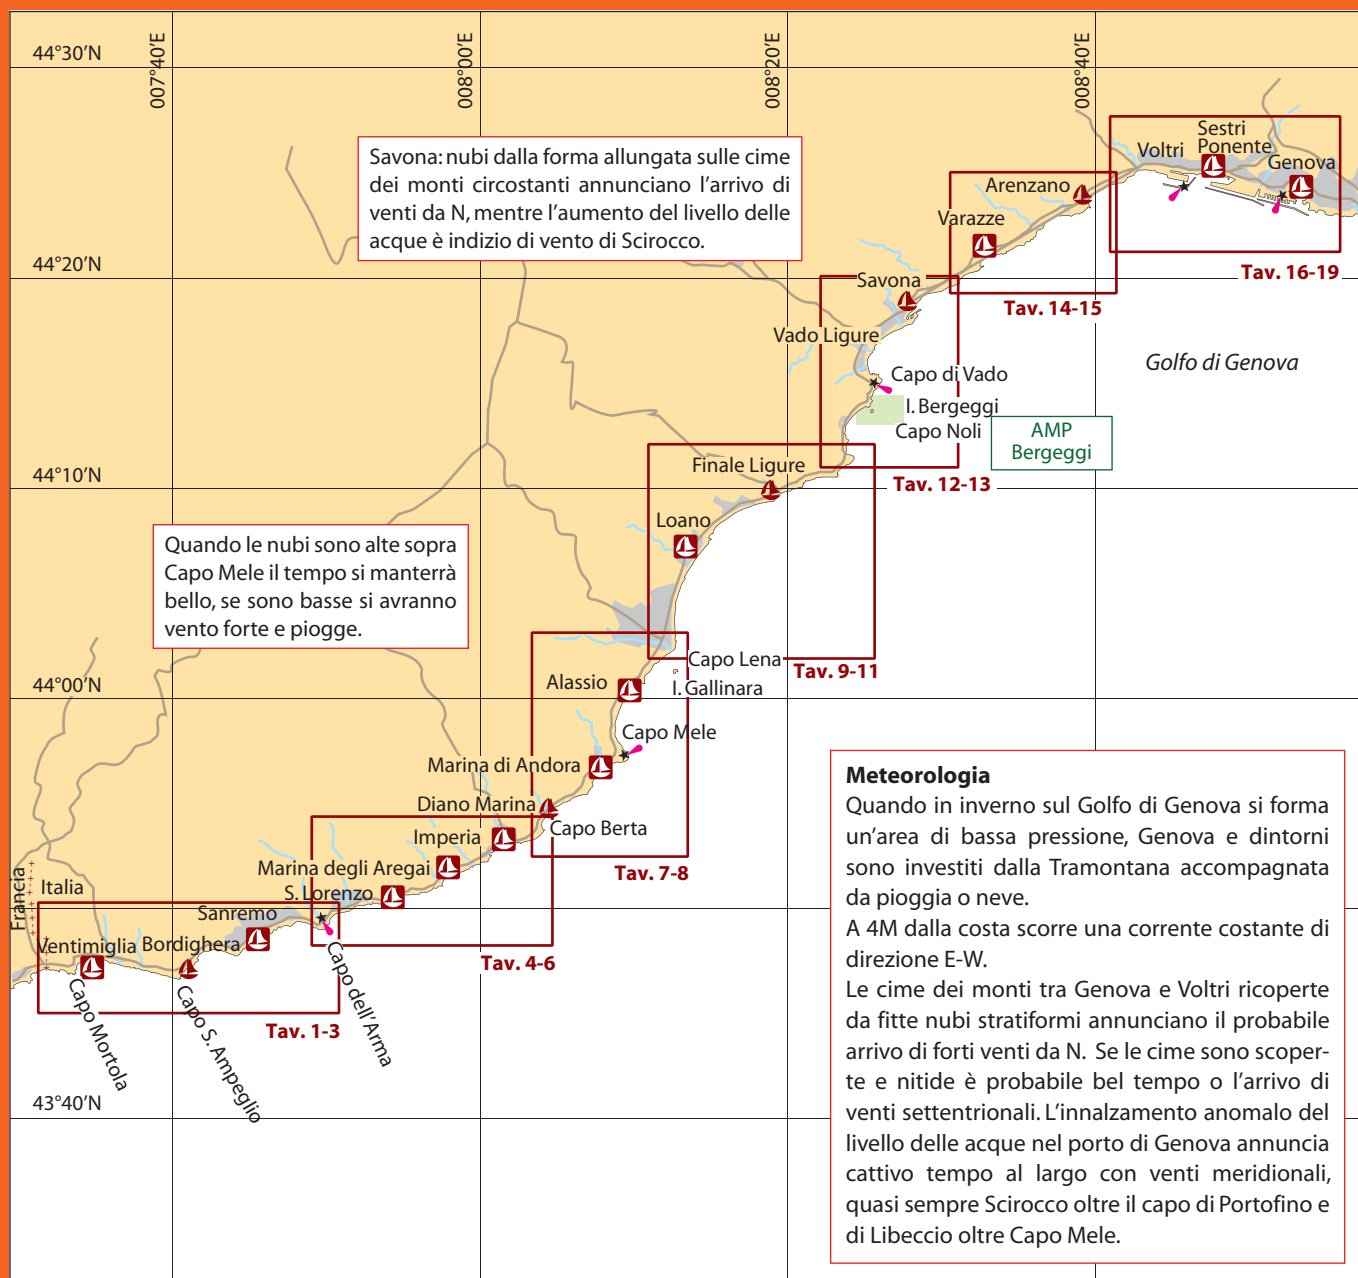 007°40'E
008°00'E
008°20'E
008°40'E
44°30'N
Savona: nubi dalla forma allungata sulle cime
dei monti circostanti annunciano l'arrivo di
venti da N, mentre l'aumento del livello delle
acque è indizio di vento di Scirocco.
Sestri
Ponente
Voltri
Genova
Arenzano
Varazze
Tav. 16-19
44°20'N
Savona
Tav. 14-15
Vado Ligure
Golfo di Genova
Capo di Vado
I. Bergeggi
Capo Noli
AMP
Bergeggi
44°10'N
Finale Ligure
Tav. 12-13
Loano
Quando le nubi sono alte sopra
Capo Mele il tempo si manterrà
bello, se sono basse si avranno
vento forte e piogge.
Capo Lena
Tav. 9-11
44°00'N
Alassio
I. Gallinara
Capo Mele
Marina di Andora
Diano Marina
Capo Berta
Imperia
Marina degli Aregai
Tav. 7-8
S. Lorenzo
Francia
Italia
Sanremo
Ventimiglia
Bordighera
Tav. 4-6
Capo Mortola
Capo S. Ampeglio
Capo dell'Arma
Tav. 1-3
43°40'N
Meteorologia
Quando in inverno sul Golfo di Genova si forma
un'area di bassa pressione, Genova e dintorni
sono investiti dalla Tramontana accompagnata
da pioggia o neve.
A 4M dalla costa scorre una corrente costante di
direzione E-W.
Le cime dei monti tra Genova e Voltri ricoperte
da fitte nubi stratiformi annunciano il probabile
arrivo di forti venti da N. Se le cime sono scoper-
te e nitide è probabile bel tempo o l'arrivo di
venti settentrionali. L'innalzamento anomalo del
livello delle acque nel porto di Genova annuncia
cattivo tempo al largo con venti meridionali,
quasi sempre Scirocco oltre il capo di Portofino e
di Libeccio oltre Capo Mele.